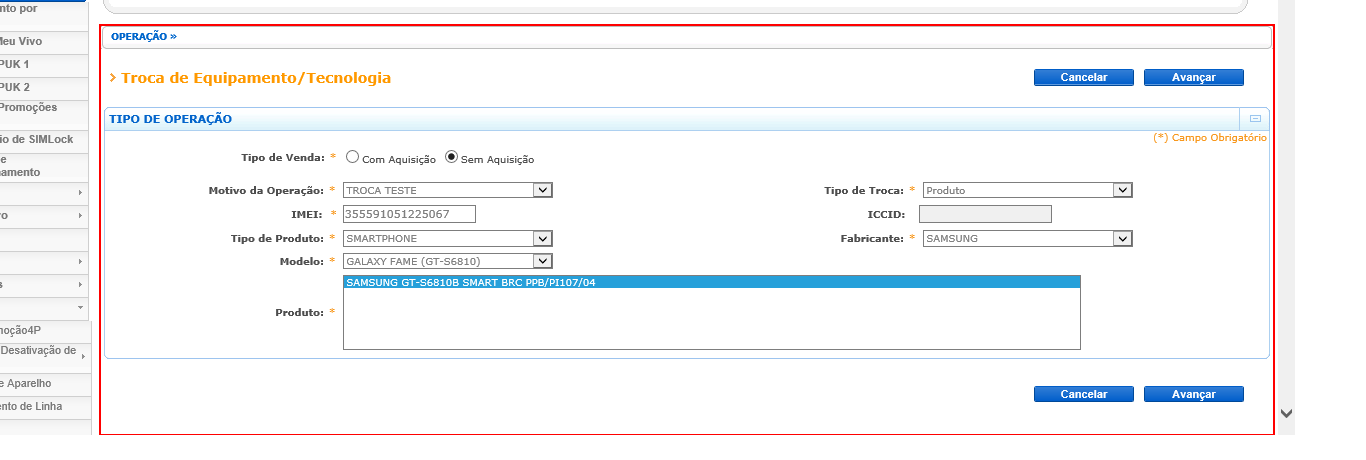 nto por
Meu Vivo
PUK 1
PUK 2
Promoções
io de SIMLock
e
amento
o
s
noção4P
Desativação de
e Aparelho
ento de Linha
OPERAÇÃO »
> Troca de Equipamento/Tecnologia
Cancelar Avançar
TIPO DE OPERAÇÃO
(*) Campo Obrigatório
Tipo de Venda: * Com Aquisição Sem Aquisição
Motivo da Operação: * TROCA TESTE Tipo de Troca: * Produto
IMEI: * 355591051225067 ICCID:
Tipo de Produto: * SMARTPHONE Fabricante: * SAMSUNG
Modelo: * GALAXY FAME (GT-S6810)
SAMSUNG GT-S6810B SMART BRC PPB/PI107/04
Produto: *
Cancelar Avançar